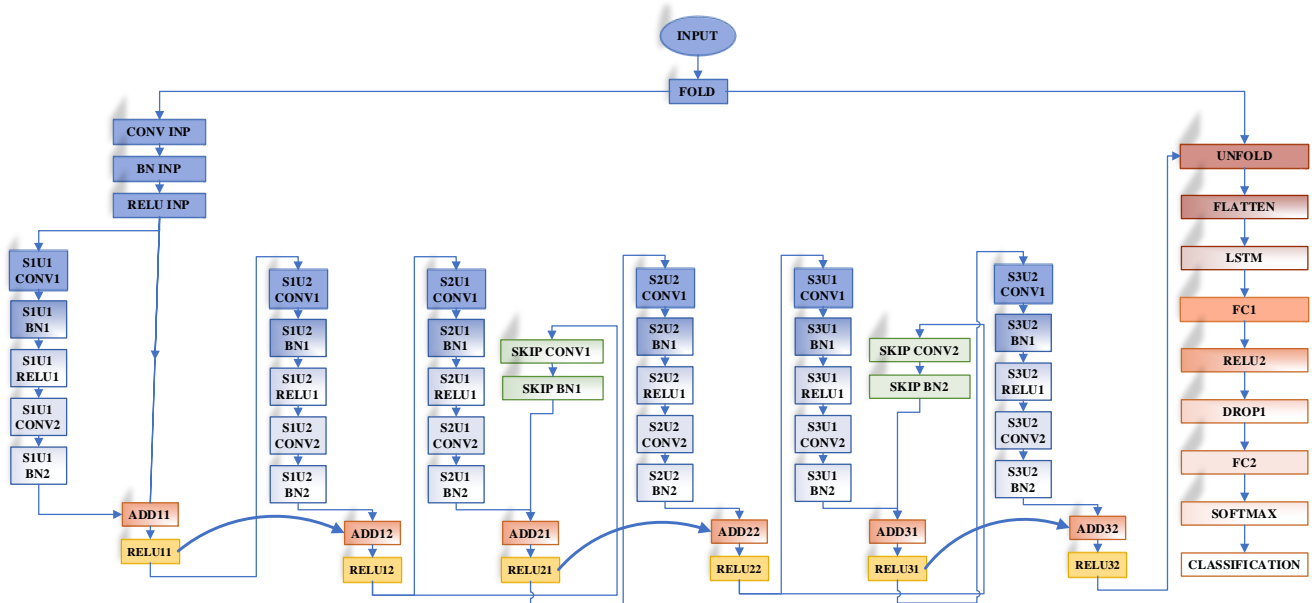 INPUT
FOLD
CONV INP
BN INP
RELU INP
S1U1
CONV1
S1U1
BN1
S1U1
RELU1
S1U1
CONV2
S1U1
BN2
ADD11
RELU11
S1U2
CONV1
S1U2
BN1
S1U2
RELU1
S1U2
CONV2
S1U2
BN2
ADD12
RELU12
S2U1
CONV1
S2U1
BN1
S2U1
RELU1
S2U1
CONV2
S2U1
BN2
SKIP CONV1
SKIP BN1
ADD21
RELU21
S2U2
CONV1
S2U2
BN1
S2U2
RELU1
S2U2
CONV2
S2U2
BN2
ADD22
RELU22
S3U1
CONV1
S3U1
BN1
S3U1
RELU1
S3U1
CONV2
S3U1
BN2
SKIP CONV2
SKIP BN2
ADD31
RELU31
S3U2
CONV1
S3U2
BN1
S3U2
RELU1
S3U2
CONV2
S3U2
BN2
ADD32
RELU32
UNFOLD
FLATTEN
LSTM
FC1
RELU2
DROP1
FC2
SOFTMAX
CLASSIFICATION